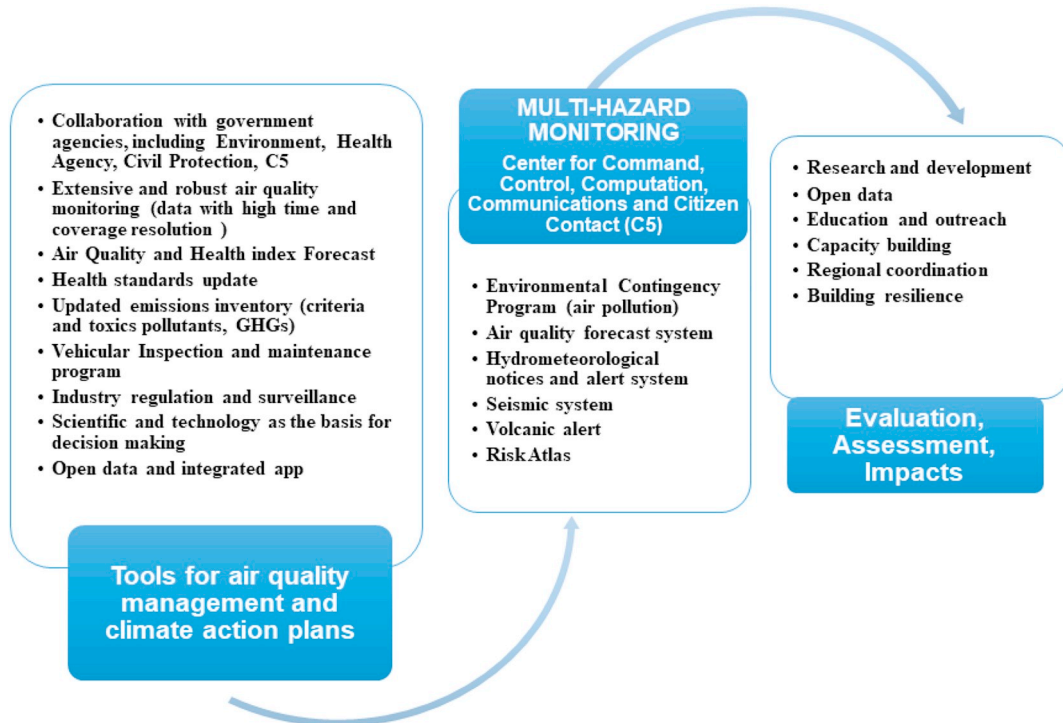 • Collaboration with government
agencies, including Environment, Health
Agency, Civil Protection, C5
• Extensive and robust air quality
monitoring (data with high time and
coverage resolution )
• Air Quality and Health index Forecast
• Health standards update
• Updated emissions inventory (criteria
and toxics pollutants, GHGs)
• Vehicular Inspection and maintenance
program
• Industry regulation and surveillance
• Scientific and technology as the basis for
decision making
• Open data and integrated app
Tools for air quality
management and
climate action plans
MULTI-HAZARD
MONITORING
Center for Command,
Control, Computation,
Communications and Citizen
Contact (C5)
• Environmental Contingency
Program (air pollution)
• Air quality forecast system
• Hydrometeorological
notices and alert system
• Seismic system
• Volcanic alert
• Risk Atlas
• Research and development
• Open data
• Education and outreach
• Capacity building
• Regional coordination
• Building resilience
Evaluation,
Assessment,
Impacts